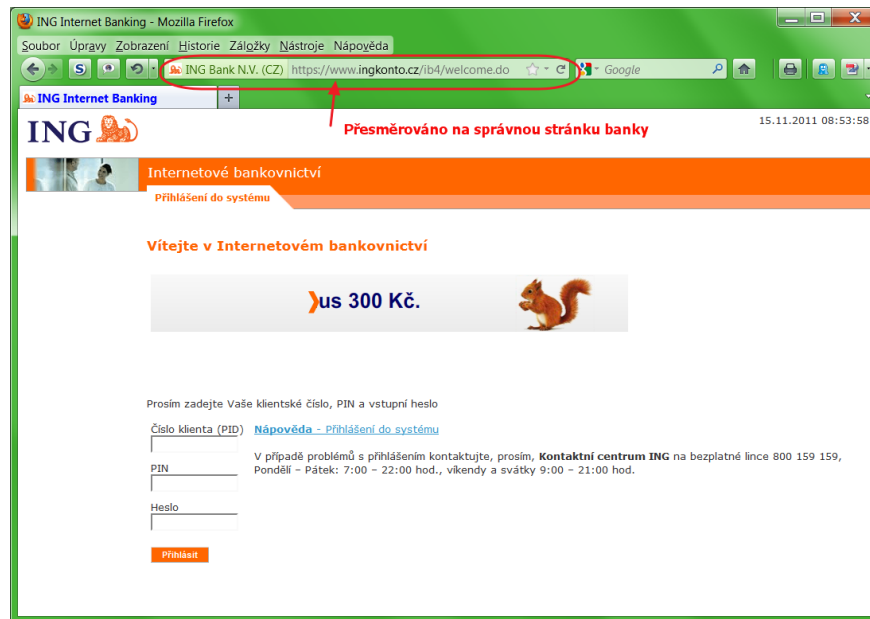 ING Internet Banking - Mozilla Firefox
Soubor Úpravy Zobrazení Historie Záložky Nástroje Nápověda
S ING Bank N.V. (CZ) https://www.ingkonto.cz/ib4/welcome.do Google
ING Internet Banking +
ING
Přesměrováno na správnou stránku banky
15.11.2011 08:53:58
Internetové bankovnictví
Přihlášení do systému
Vítejte v Internetovém bankovnictví
us 300 Kč.
Prosím zadejte Vaše klientské číslo, PIN a vstupní heslo
Číslo klienta (PID) Nápověda - Přihlášení do systému
V případě problémů s přihlášením kontaktujte, prosím, Kontaktní centrum ING na bezplatné lince 800 159 159,
PIN Pondělí – Pátek: 7:00 – 22:00 hod., víkendy a svátky 9:00 – 21:00 hod.
Heslo
Přihlásit